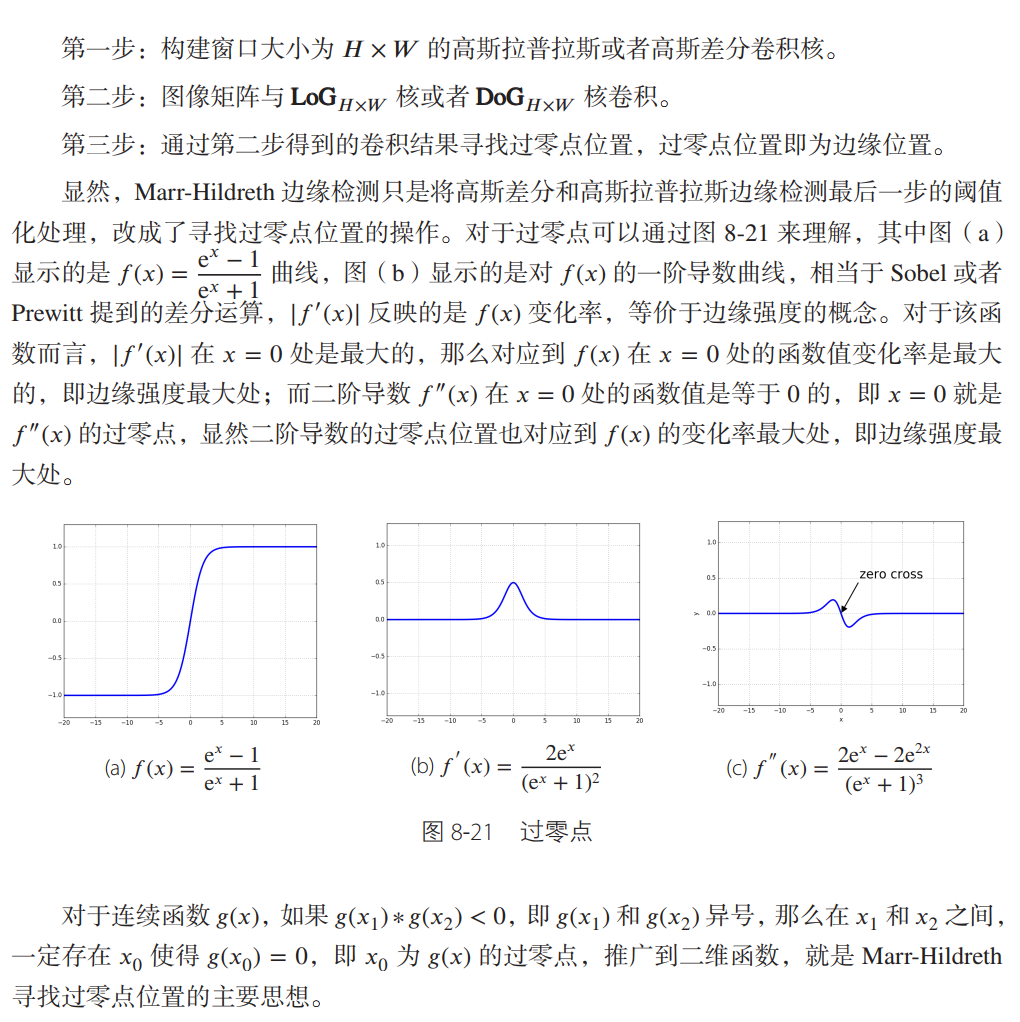 第一步：构建窗口大小为 H × W 的高斯拉普拉斯或者高斯差分卷积核。
第二步：图像矩阵与 LoG_{H×W} 核或者 DoG_{H×W} 核卷积。
第三步：通过第二步得到的卷积结果寻找过零点位置，过零点位置即为边缘位置。
显然，Marr-Hildreth 边缘检测只是将高斯差分和高斯拉普拉斯边缘检测最后一步的阈值
化处理，改成了寻找过零点位置的操作。对于过零点可以通过图 8-21 来理解，其中图（a）
显示的是 f(x) = \frac{e^x − 1}{e^x + 1} 曲线，图（b）显示的是对 f(x) 的一阶导数曲线，相当于 Sobel 或者
Prewitt 提到的差分运算，|f′(x)| 反映的是 f(x) 变化率，等价于边缘强度的概念。对于该函
数而言，|f′(x)| 在 x = 0 处是最大的，那么对应到 f(x) 在 x = 0 处的函数值变化率是最大
的，即边缘强度最大处；而二阶导数 f″(x) 在 x = 0 处的函数值是等于 0 的，即 x = 0 就是
f″(x) 的过零点，显然二阶导数的过零点位置也对应到 f(x) 的变化率最大处，即边缘强度最
大处。
1.0
0.5
0.0
−0.5
−1.0
−20 −15 −10 −5 0 5 10 15 20
1.0
0.5
0.0
−0.5
−1.0
−20 −15 −10 −5 0 5 10 15 20
zero cross
1.0
0.5
y 0.0
−0.5
−1.0
−20 −15 −10 −5 0 5 10 15 20
x
(a) f(x) = \frac{e^x − 1}{e^x + 1}
(b) f′(x) = \frac{2e^x}{(e^x + 1)^2}
(c) f″(x) = \frac{2e^x − 2e^{2x}}{(e^x + 1)^3}
图 8-21 过零点
对于连续函数 g(x)，如果 g(x_1)∗g(x_2) < 0，即 g(x_1) 和 g(x_2) 异号，那么在 x_1 和 x_2 之间，
一定存在 x_0 使得 g(x_0) = 0，即 x_0 为 g(x) 的过零点，推广到二维函数，就是 Marr-Hildreth
寻找过零点位置的主要思想。